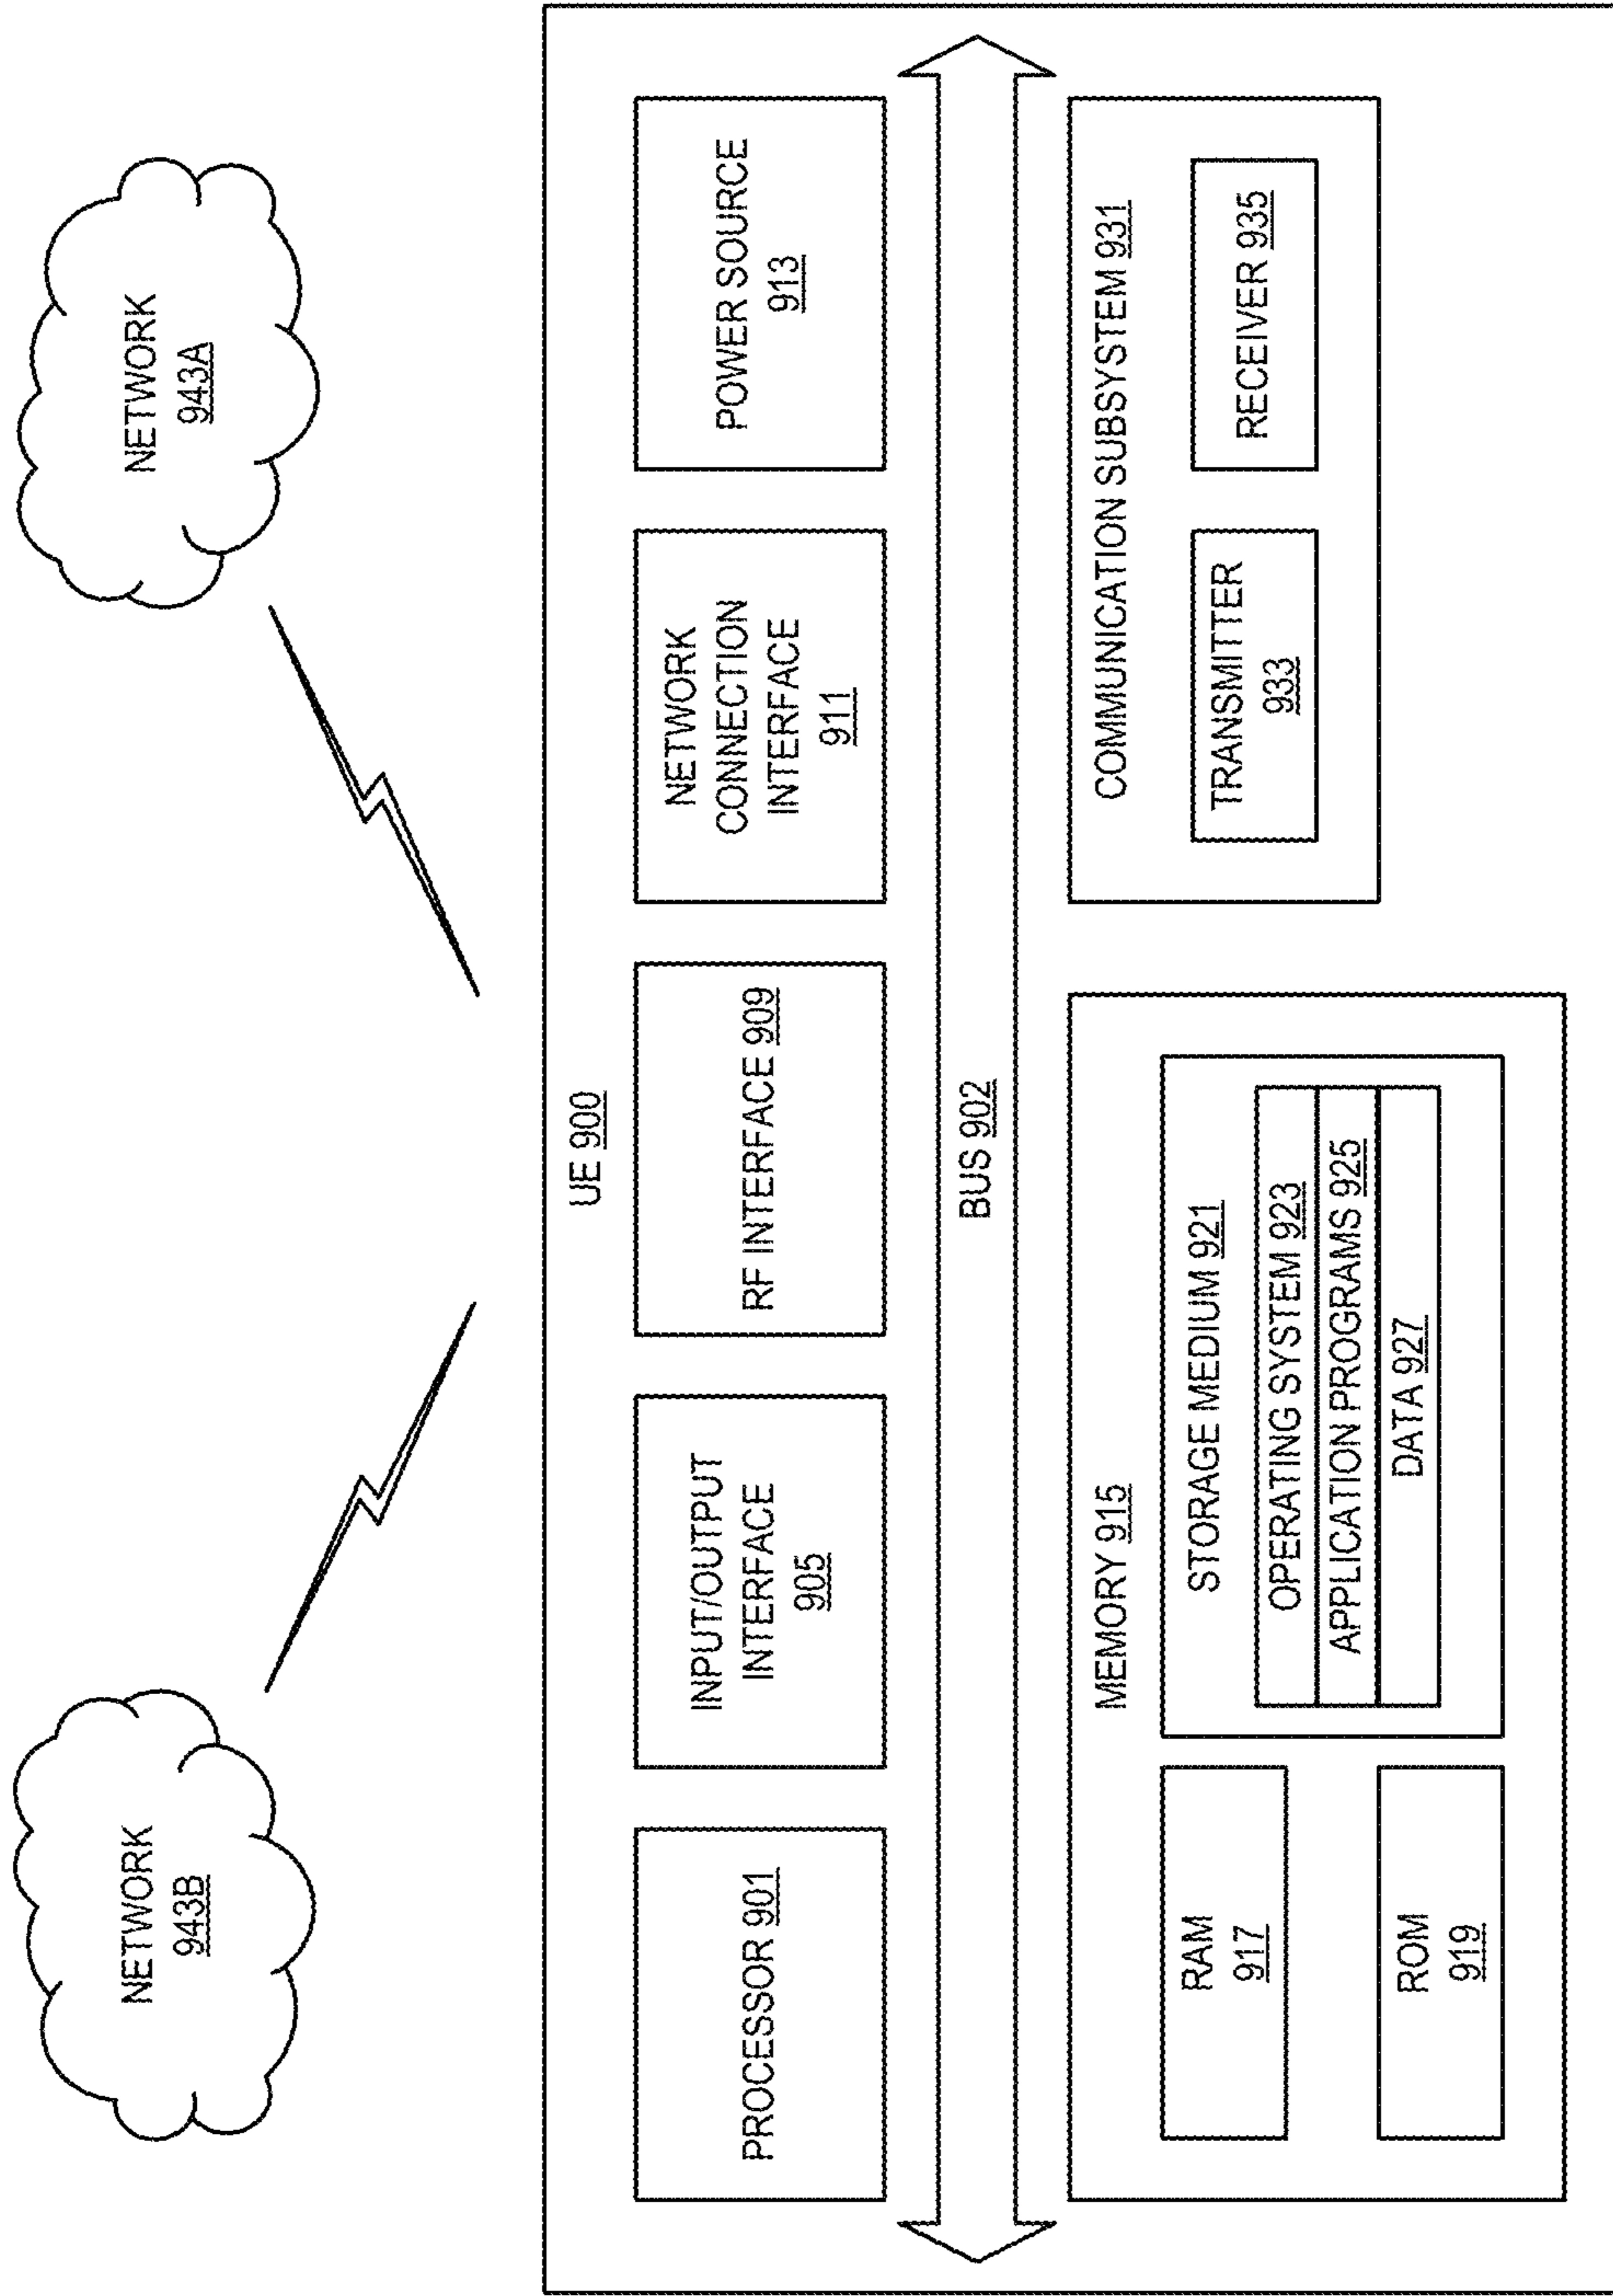 NETWORK
943B
NETWORK
943A
UE 900
PROCESSOR 901
INPUT/OUTPUT
INTERFACE
905
RF INTERFACE 909
NETWORK
CONNECTION
INTERFACE
911
POWER SOURCE
913
BUS 902
MEMORY 915
RAM
917
ROM
919
STORAGE MEDIUM 921
OPERATING SYSTEM 923
APPLICATION PROGRAMS 925
DATA 927
COMMUNICATION SUBSYSTEM 931
TRANSMITTER
933
RECEIVER 935